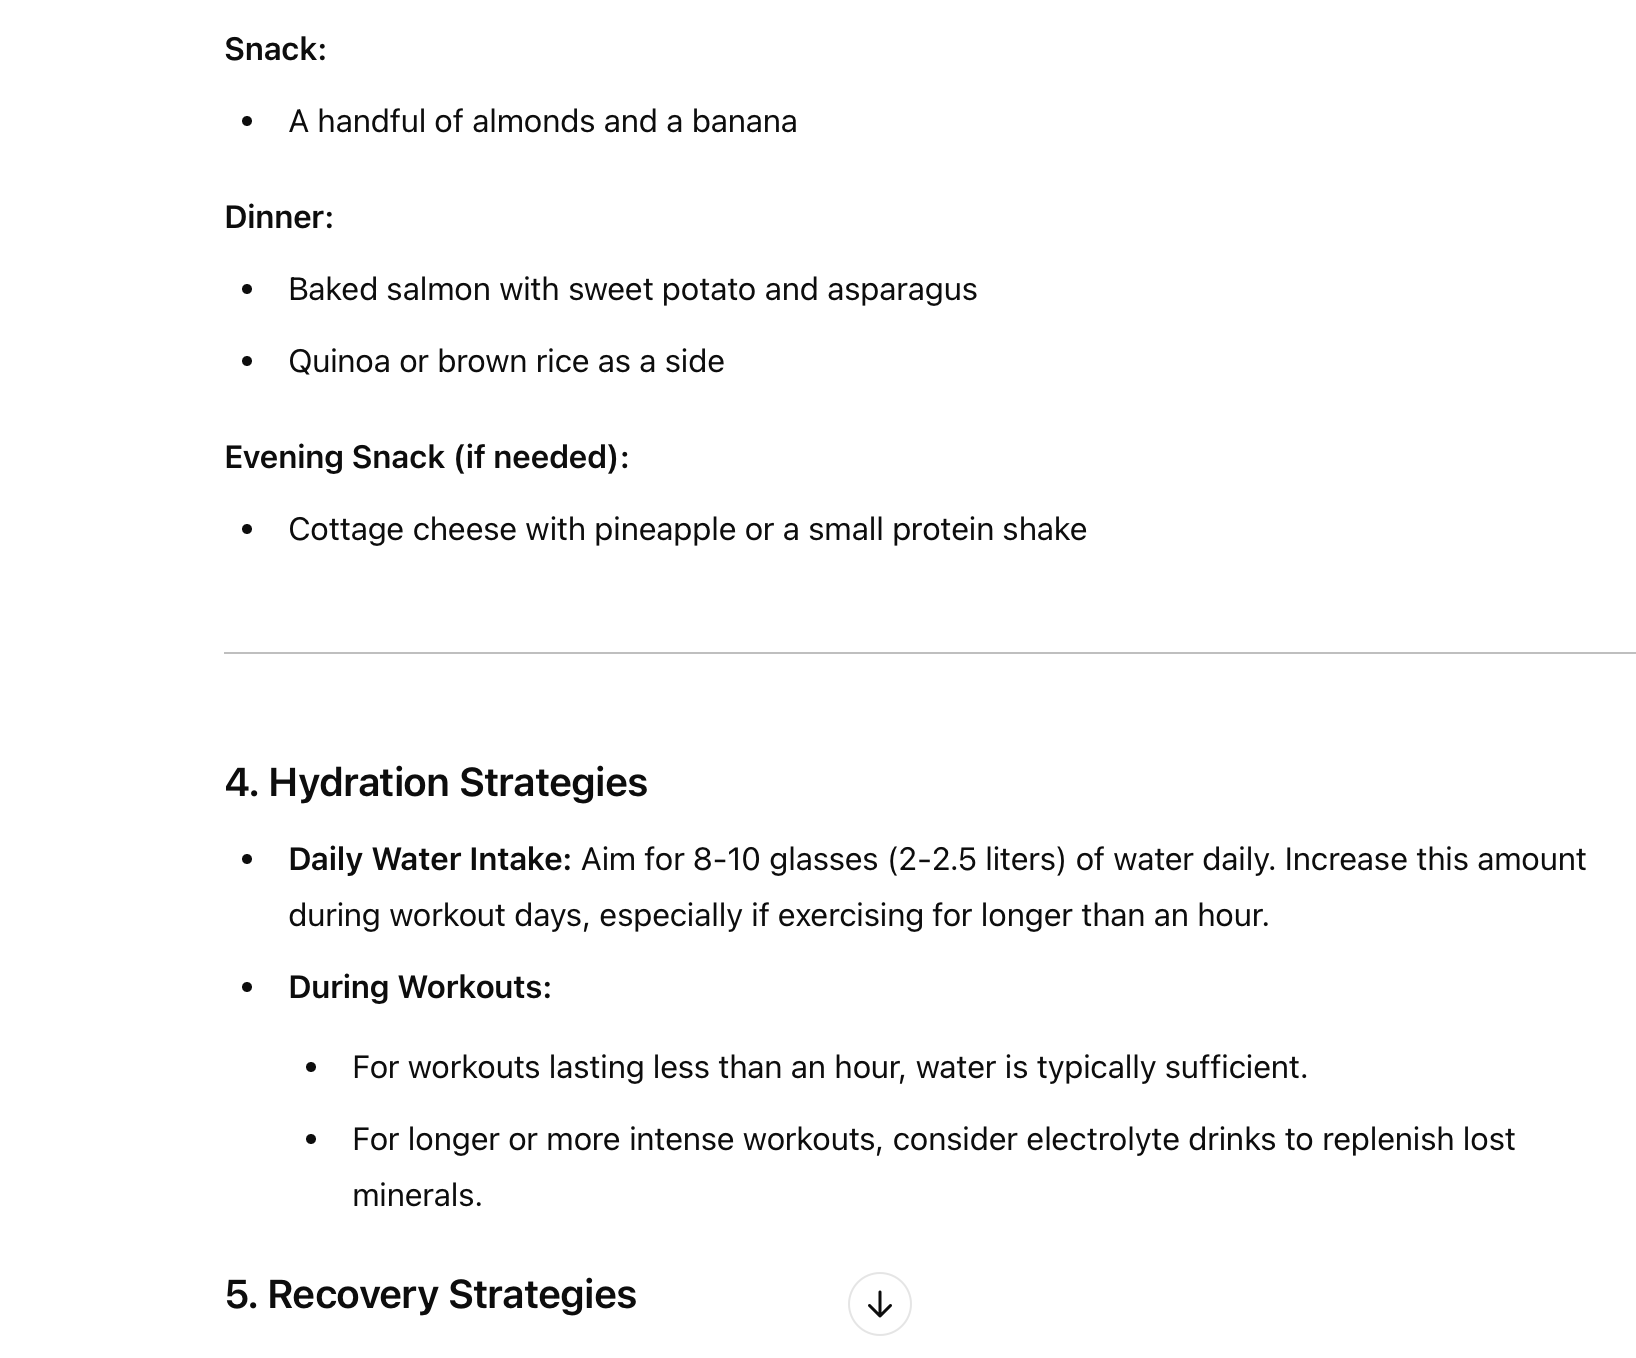 Snack:
• A handful of almonds and a banana
Dinner:
• Baked salmon with sweet potato and asparagus
• Quinoa or brown rice as a side
Evening Snack (if needed):
• Cottage cheese with pineapple or a small protein shake
4. Hydration Strategies
• Daily Water Intake: Aim for 8-10 glasses (2-2.5 liters) of water daily. Increase this amount
during workout days, especially if exercising for longer than an hour.
• During Workouts:
• For workouts lasting less than an hour, water is typically sufficient.
• For longer or more intense workouts, consider electrolyte drinks to replenish lost
minerals.
5. Recovery Strategies